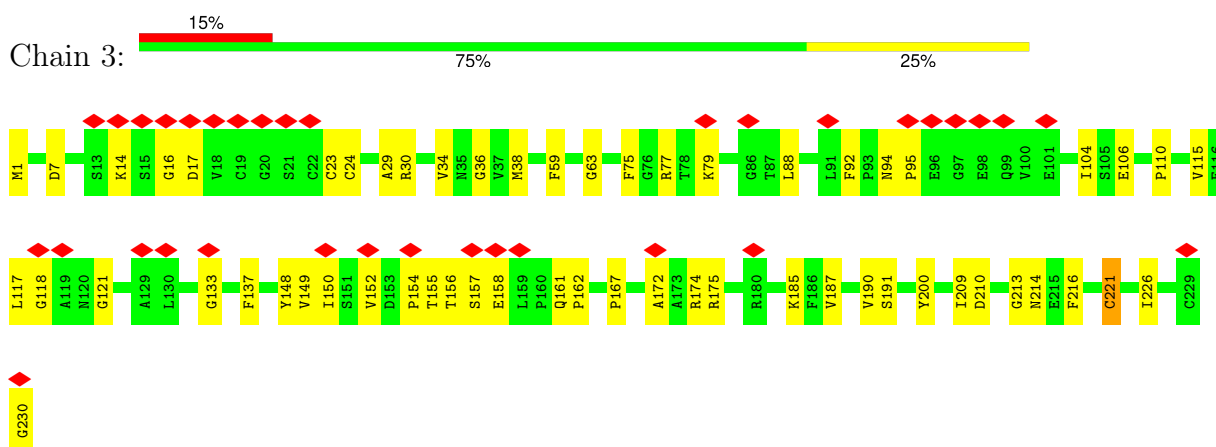 15%
Chain 3:
75% 25%
M1 D7 S13 K14 S15 G16 D17 V18 C19 G20 S21 C22 C23 C24 A29 R30 V34 N35 G36 V37 M38 F59 G63 F75 G76 R77 T78 K79 G86 T87 L88 L91 F92 P93 N94 P95 E96 G97 E98 Q99 V100 E101 I104 S105 E106 P110 V115 E116
L117 G118 A119 N120 G121 A129 L130 G133 F137 Y148 V149 I150 S151 V152 D153 P154 T155 T156 S157 E158 L159 P160 Q161 P162 P167 A172 A173 R174 R175 R180 K185 F186 V187 V190 S191 Y200 I209 D210 G213 N214 E215 F216 C221 I226 C229
G230